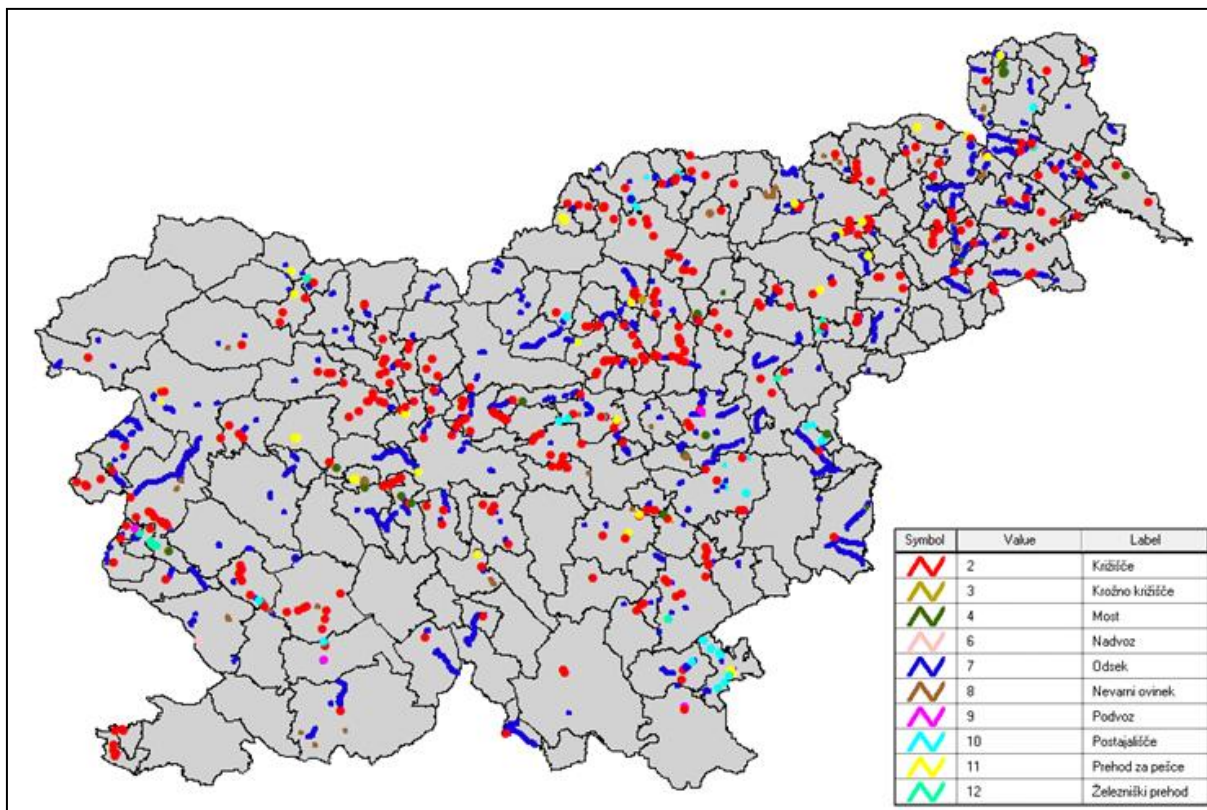 Symbol Value Label
2 Križišče
3 Krožno križišče
4 Most
6 Nadvoz
7 Odsek
8 Nevarni ovinek
9 Podvoz
10 Postajališče
11 Prehod za pešce
12 Železniški prehod